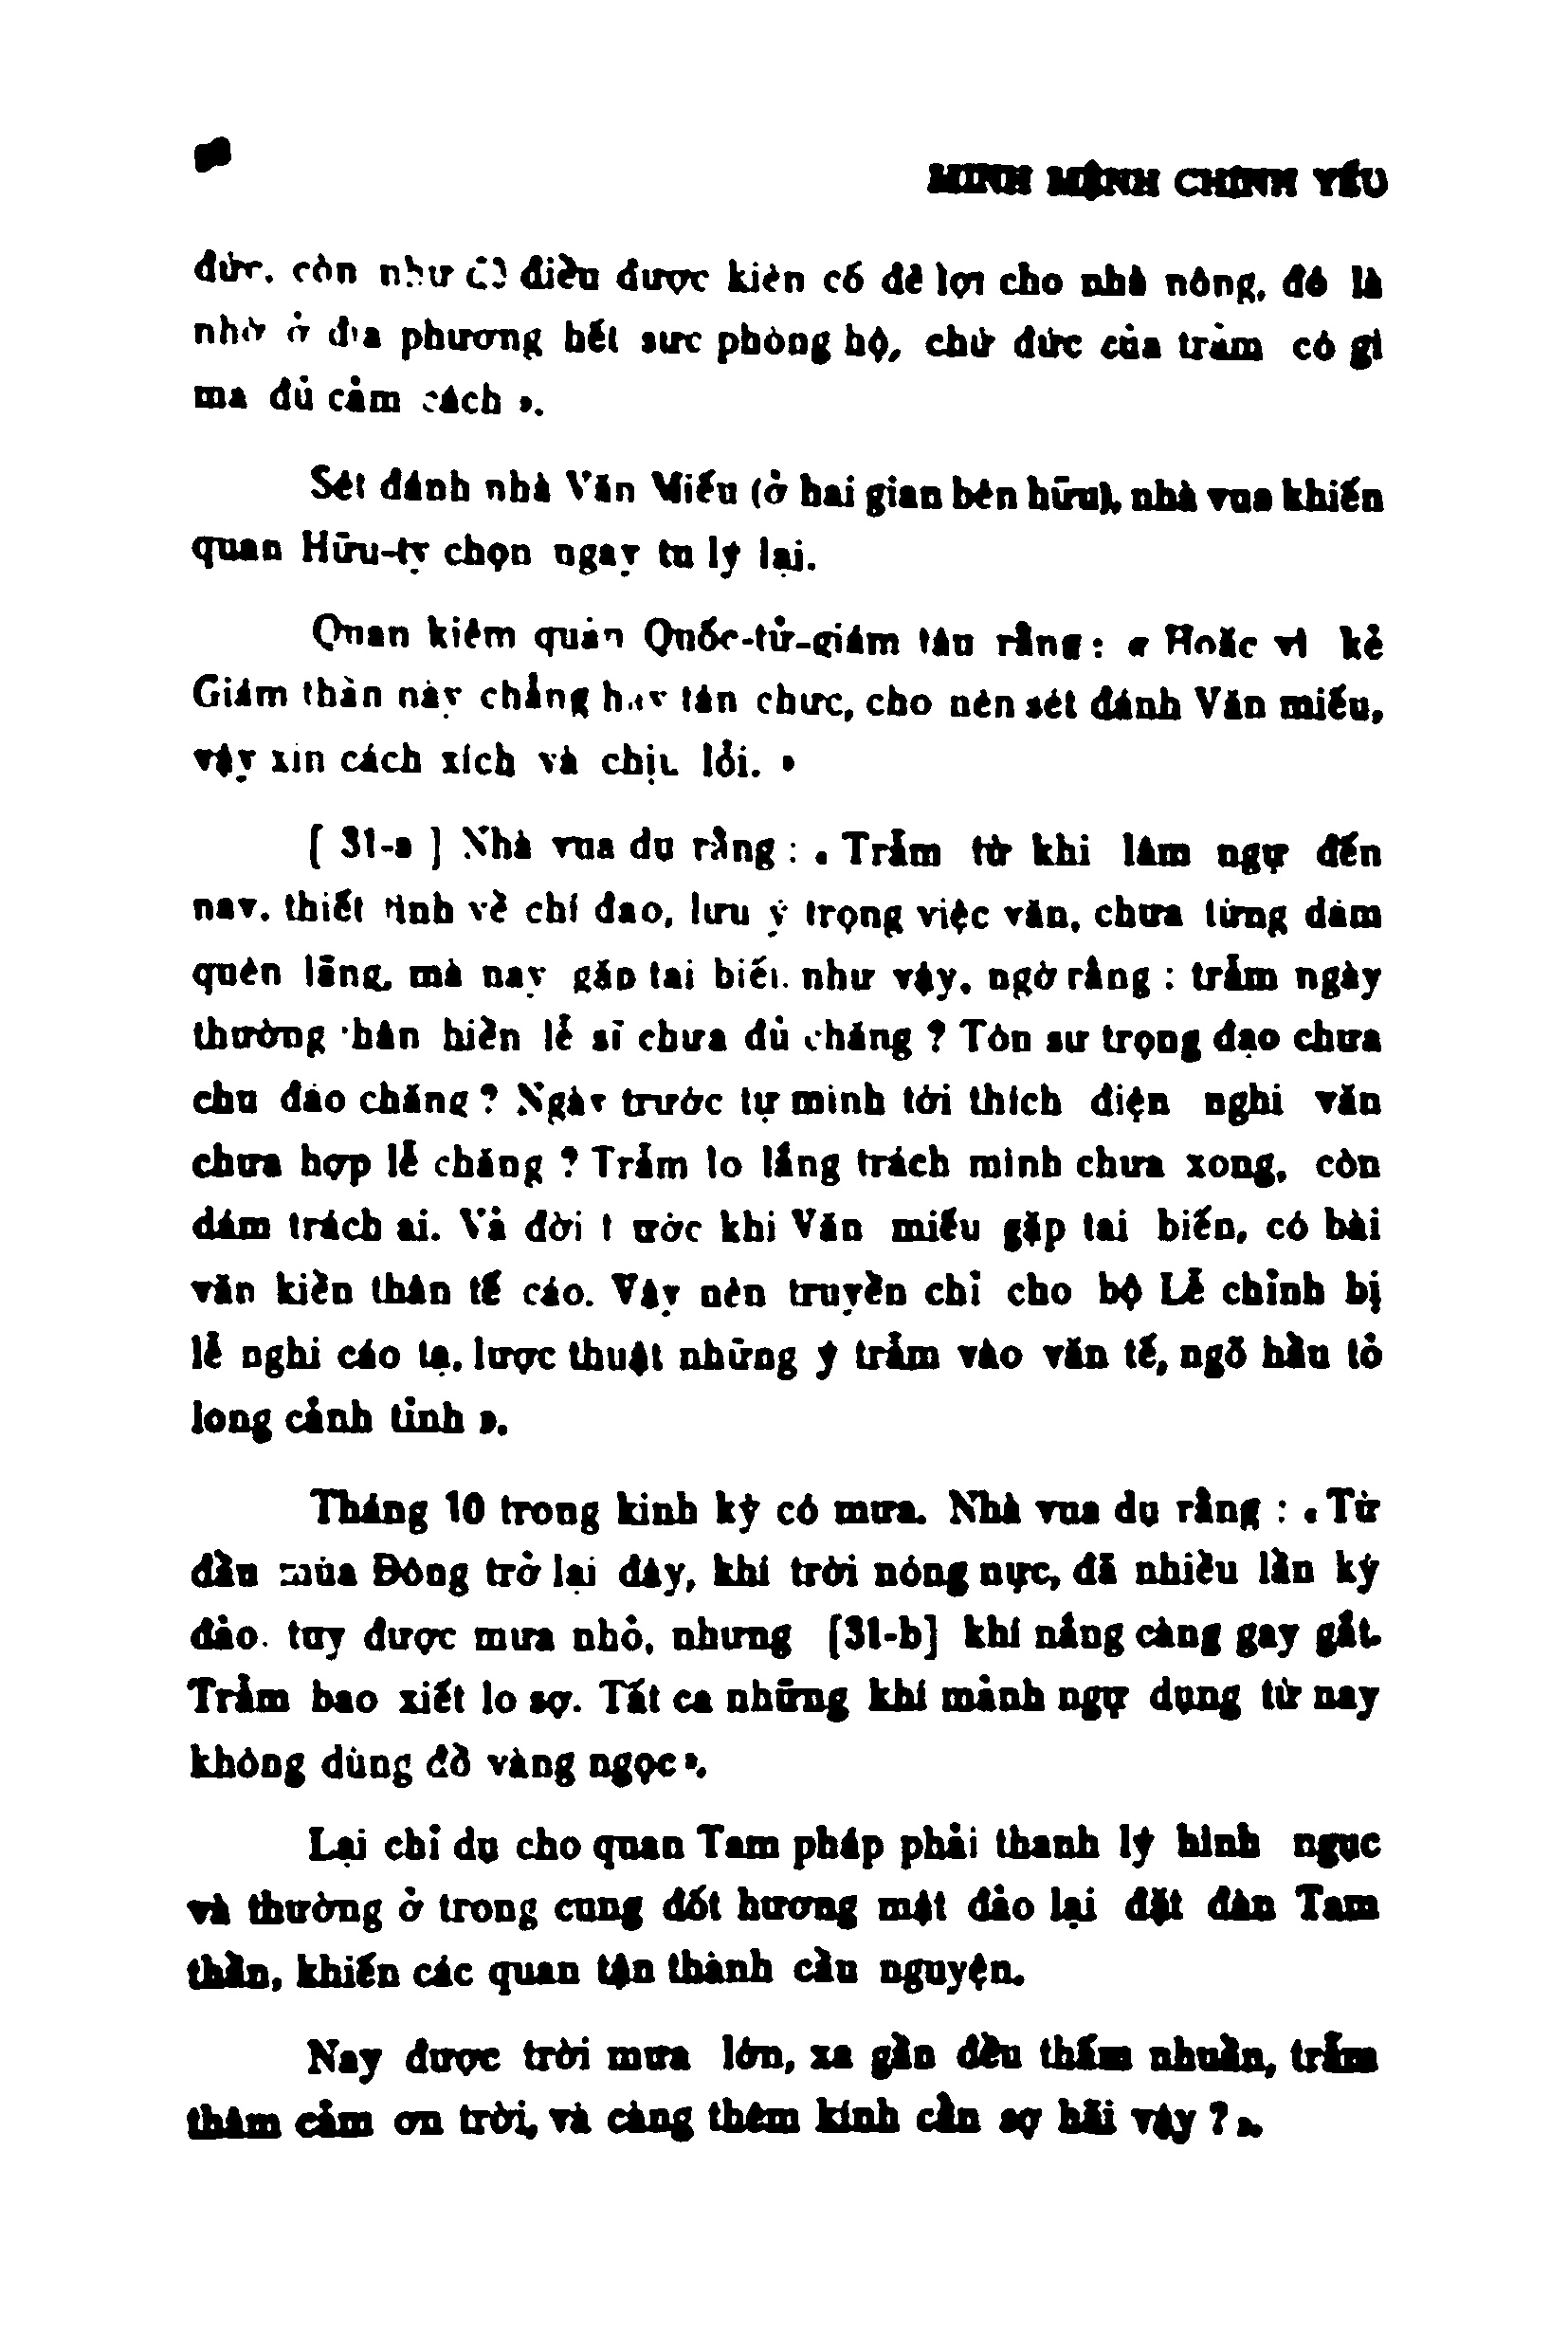 MINH MỆNH CHÍNH YẾU
đức, còn như đê điều được kiên cố để lợi cho nhà nông, đó là
nhờ ở địa phương hết sức phòng hộ, chứ đức của trẫm có gì
mà đủ cảm cách ».
Sét đánh nhà Văn Miếu (ở hai gian bên hữu), nhà vua khiến
quan Hữu-tỵ chọn ngay tu lý lại.
Quan kiêm quản Quốc-tử-giám tâu rằng : « Hoặc vì kẻ
Giám thần này chẳng hay tán chức, cho nên sét đánh Văn miếu,
vậy xin cách xích và chịu lỗi. »
[ 31-a ] Nhà vua dụ rằng : « Trẫm từ khi lâm ngự đến
nay, thiết tình về chí đạo, lưu ý trọng việc văn, chưa từng dám
quên lãng, mà nay gặp tai biến như vậy, ngờ rằng : trẫm ngày
thường thân hiền lễ sĩ chưa đủ chăng ? Tôn sư trọng đạo chưa
chu đáo chăng ? Ngày trước tự mình tới thích điện nghi văn
chưa hợp lễ chăng ? Trẫm lo lắng trách mình chưa xong, còn
dám trách ai. Vả đời trước khi Văn miếu gặp tai biến, có bài
văn kiền thân tế cáo. Vậy nên truyền chỉ cho bộ Lễ chỉnh bị
lễ nghi cáo tạ, lược thuật những ý trẫm vào văn tế, ngõ hầu tỏ
lòng cảnh tỉnh ».
Tháng 10 trong kinh kỳ có mưa. Nhà vua dụ rằng : « Từ
đầu mùa Đông trở lại đây, khí trời nóng nực, đã nhiều lần kỳ
đảo, tuy được mưa nhỏ, nhưng [31-b] khí nắng càng gay gắt.
Trẫm bao xiết lo sợ. Tất cả những khí mảnh ngự dụng từ nay
không dùng đồ vàng ngọc ».
Lại chỉ dụ cho quan Tam pháp phải thanh lý hình ngục
và thường ở trong cung đốt hương mật đảo lại đặt đàn Tam
thần, khiến các quan tận thành cầu nguyện.
Nay được trời mưa lớn, xa gần đều thấm nhuần, trẫm
thâm cảm ơn trời, và càng thêm kính cẩn sợ hãi vậy ? ».